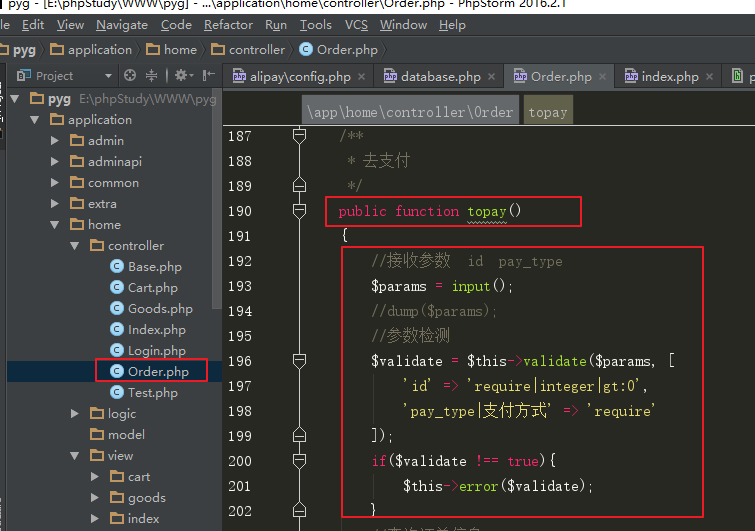 pyg - [E:\phpStudy\WWW\pyg] - ...\application\home\controller\Order.php - PhpStorm 2016.2.1
le Edit View Navigate Code Refactor Run Tools VCS Window Help
pyg application home controller Order.php
Project
alipay\config.php × database.php × Order.php × index.php ×
pyg E:\phpStudy\WWW\pyg
application
admin
adminapi
common
extra
home
controller
Base.php
Cart.php
Goods.php
Index.php
Login.php
Order.php
Test.php
logic
model
view
cart
goods
index
\app\home\controller\Order topay
187 /**
188 * 去支付
189 */
190 public function topay()
191 {
192 //接收参数 id pay_type
193 $params = input();
194 //dump($params);
195 //参数检测
196 $validate = $this->validate($params, [
197 'id' => 'require|integer|gt:0',
198 'pay_type|支付方式' => 'require'
199 ]);
200 if($validate !== true){
201 $this->error($validate);
202 }